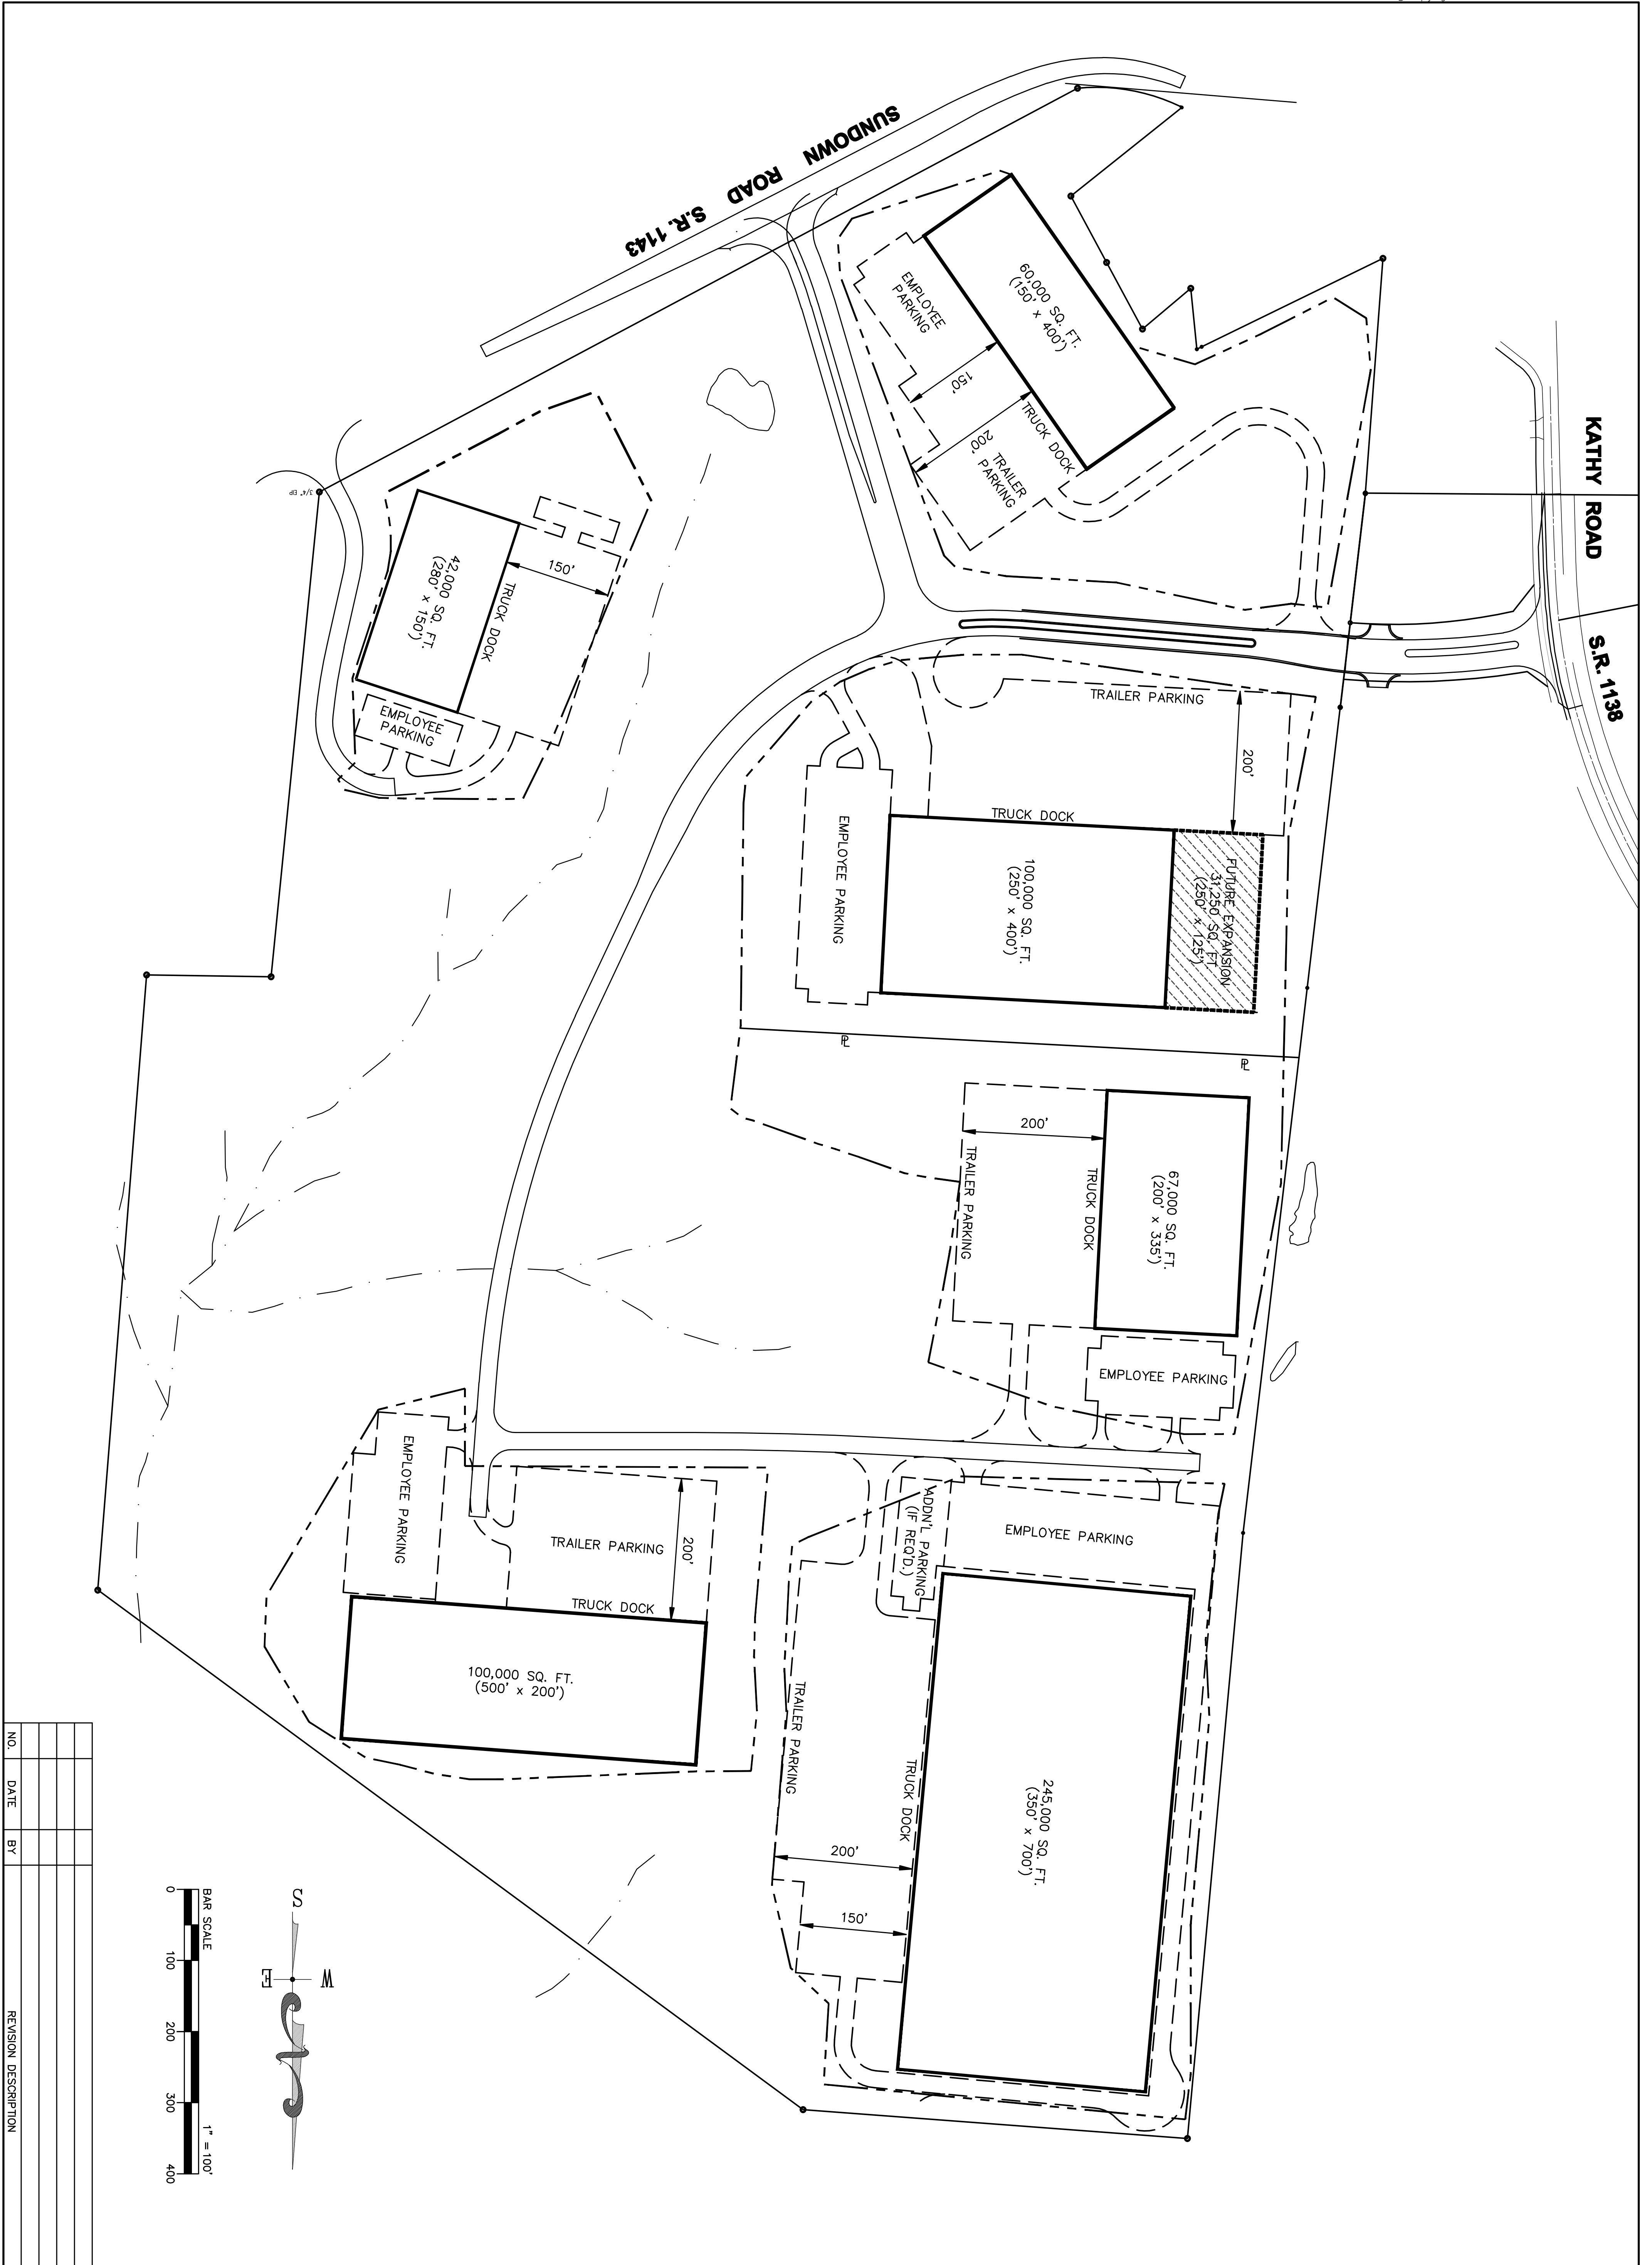 SUNDOWN ROAD S.R. 1143
KATHY ROAD S.R. 1138
60,000 SQ. FT.
(150' x 400')
EMPLOYEE
PARKING
150'
200'
TRUCK DOCK
TRAILER
PARKING
3/4" EP
42,000 SQ. FT.
(280' x 150')
150'
TRUCK DOCK
EMPLOYEE
PARKING
TRAILER PARKING
200'
TRUCK DOCK
EMPLOYEE PARKING
100,000 SQ. FT.
(250' x 400')
FUTURE EXPANSION
31,250 SQ. FT.
(250' x 125')
PL
PL
200'
TRAILER PARKING
TRUCK DOCK
67,000 SQ. FT.
(200' x 335')
EMPLOYEE PARKING
EMPLOYEE PARKING
TRAILER PARKING
200'
TRUCK DOCK
100,000 SQ. FT.
(500' x 200')
ADDN'L PARKING
(IF REQ'D.)
EMPLOYEE PARKING
TRAILER PARKING
TRUCK DOCK
245,000 SQ. FT.
(350' x 700')
200'
150'
S
W
E
BAR SCALE
1" = 100'
0 100 200 300 400
NO. DATE BY REVISION DESCRIPTION